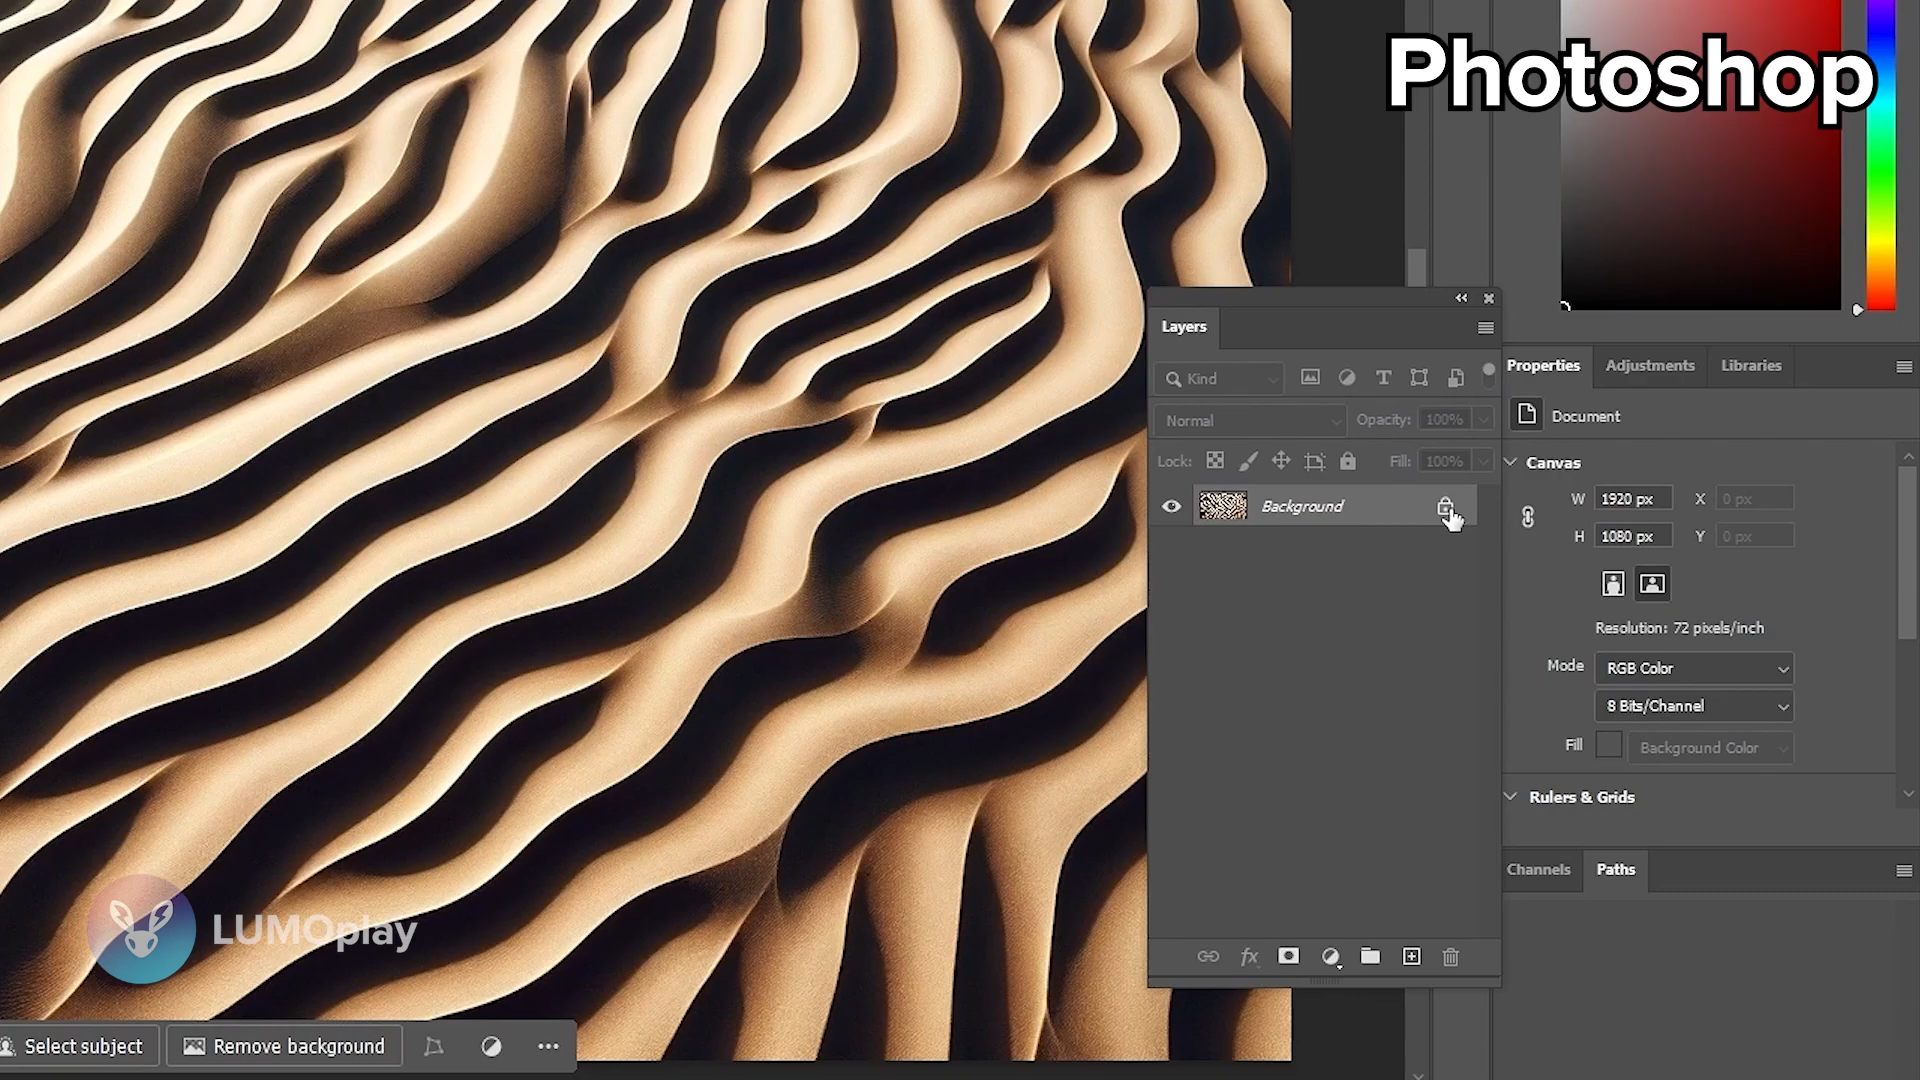 Photoshop
Layers
Kind
Normal
Opacity: 100%
Lock:
Fill: 100%
Background
Properties
Adjustments
Libraries
Document
Canvas
W 1920 px X 0 px
H 1080 px Y 0 px
Resolution: 72 pixels/inch
Mode RGB Color
8 Bits/Channel
Fill Background Color
Rulers & Grids
Channels
Paths
LUMOplay
Select subject
Remove background